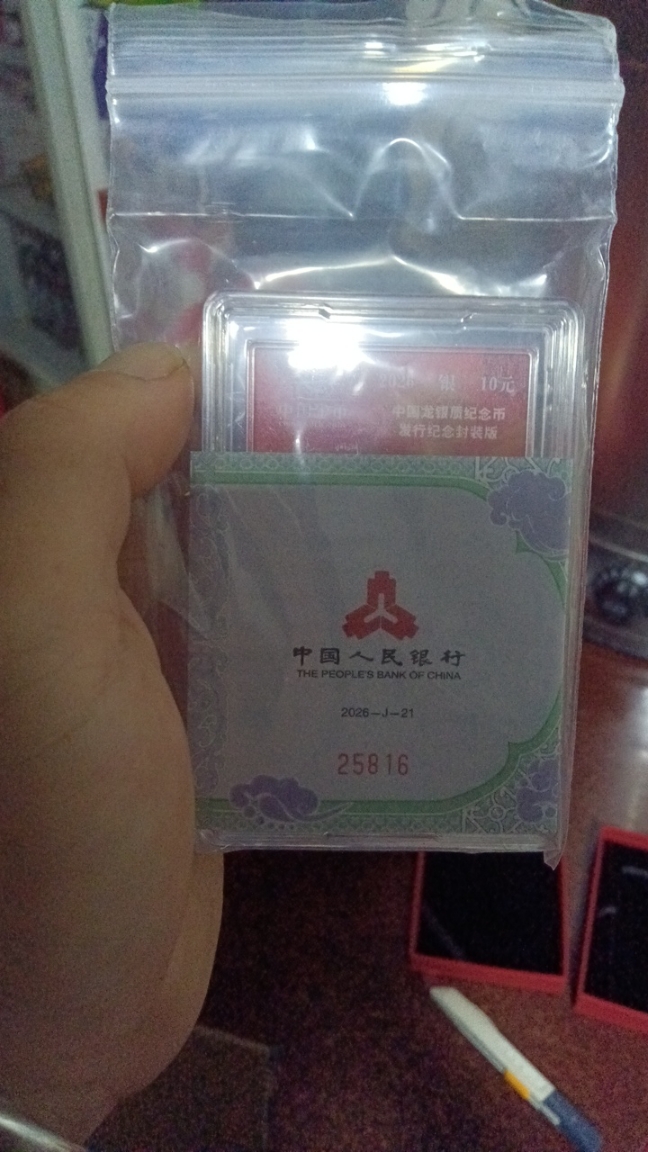 银 10元
中国龙银质纪念币
发行纪念封装版
中国人民银行
THE PEOPLE'S BANK OF CHINA
2026-J-21
25816